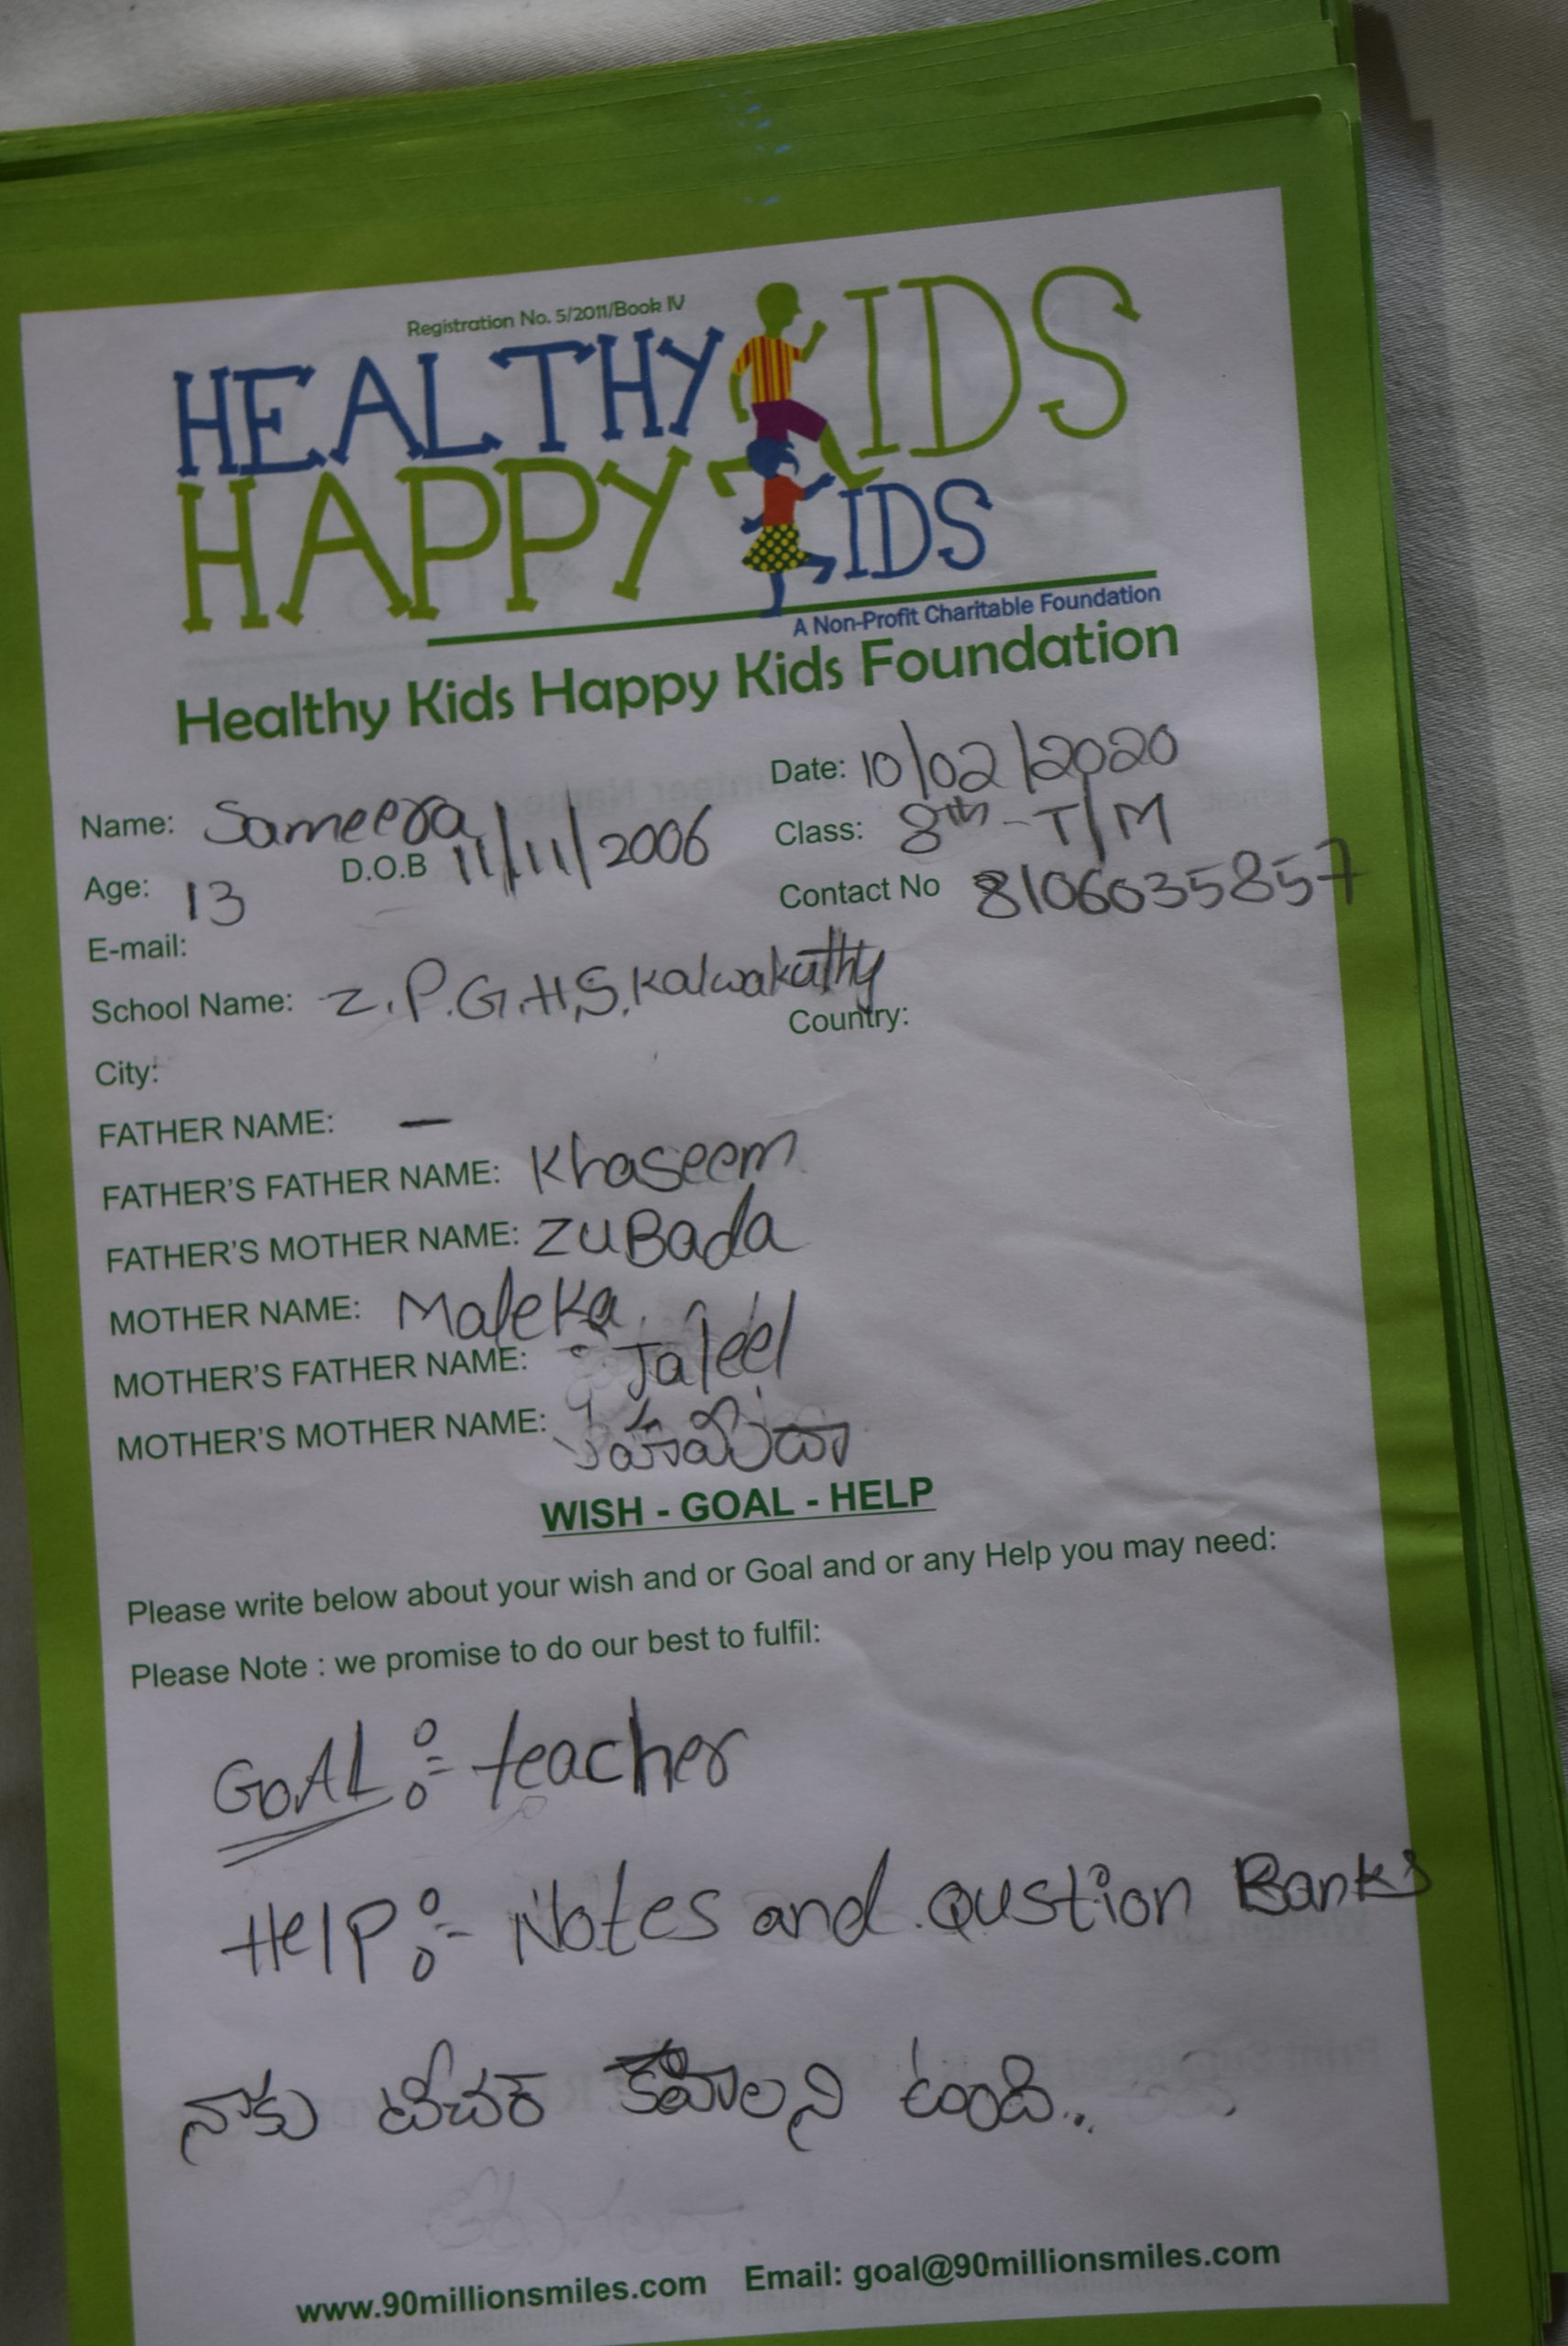 Registration No. 5/2011/Book IV
HEALTHY KIDS
HAPPY KIDS
A Non-Profit Charitable Foundation
Healthy Kids Happy Kids Foundation
Date: 10/02/2020
Name: Sameera
Class: 8th - T/M
Age: 13 D.O.B 11/11/2006
Contact No 8106035857
E-mail:
School Name: Z.P.G.H.S, Kalwakuthy
City: Country:
FATHER NAME: —
FATHER'S FATHER NAME: Khaseem
FATHER'S MOTHER NAME: ZUBada
MOTHER NAME: Maleka
MOTHER'S FATHER NAME: Jaleel
MOTHER'S MOTHER NAME:
WISH - GOAL - HELP
Please write below about your wish and or Goal and or any Help you may need:
Please Note : we promise to do our best to fulfil:
GOAL :- teacher
HelP :- Notes and Qustion Banks
నాకు టీచర్ కావాలని ఉంది..
www.90millionsmiles.com Email: goal@90millionsmiles.com